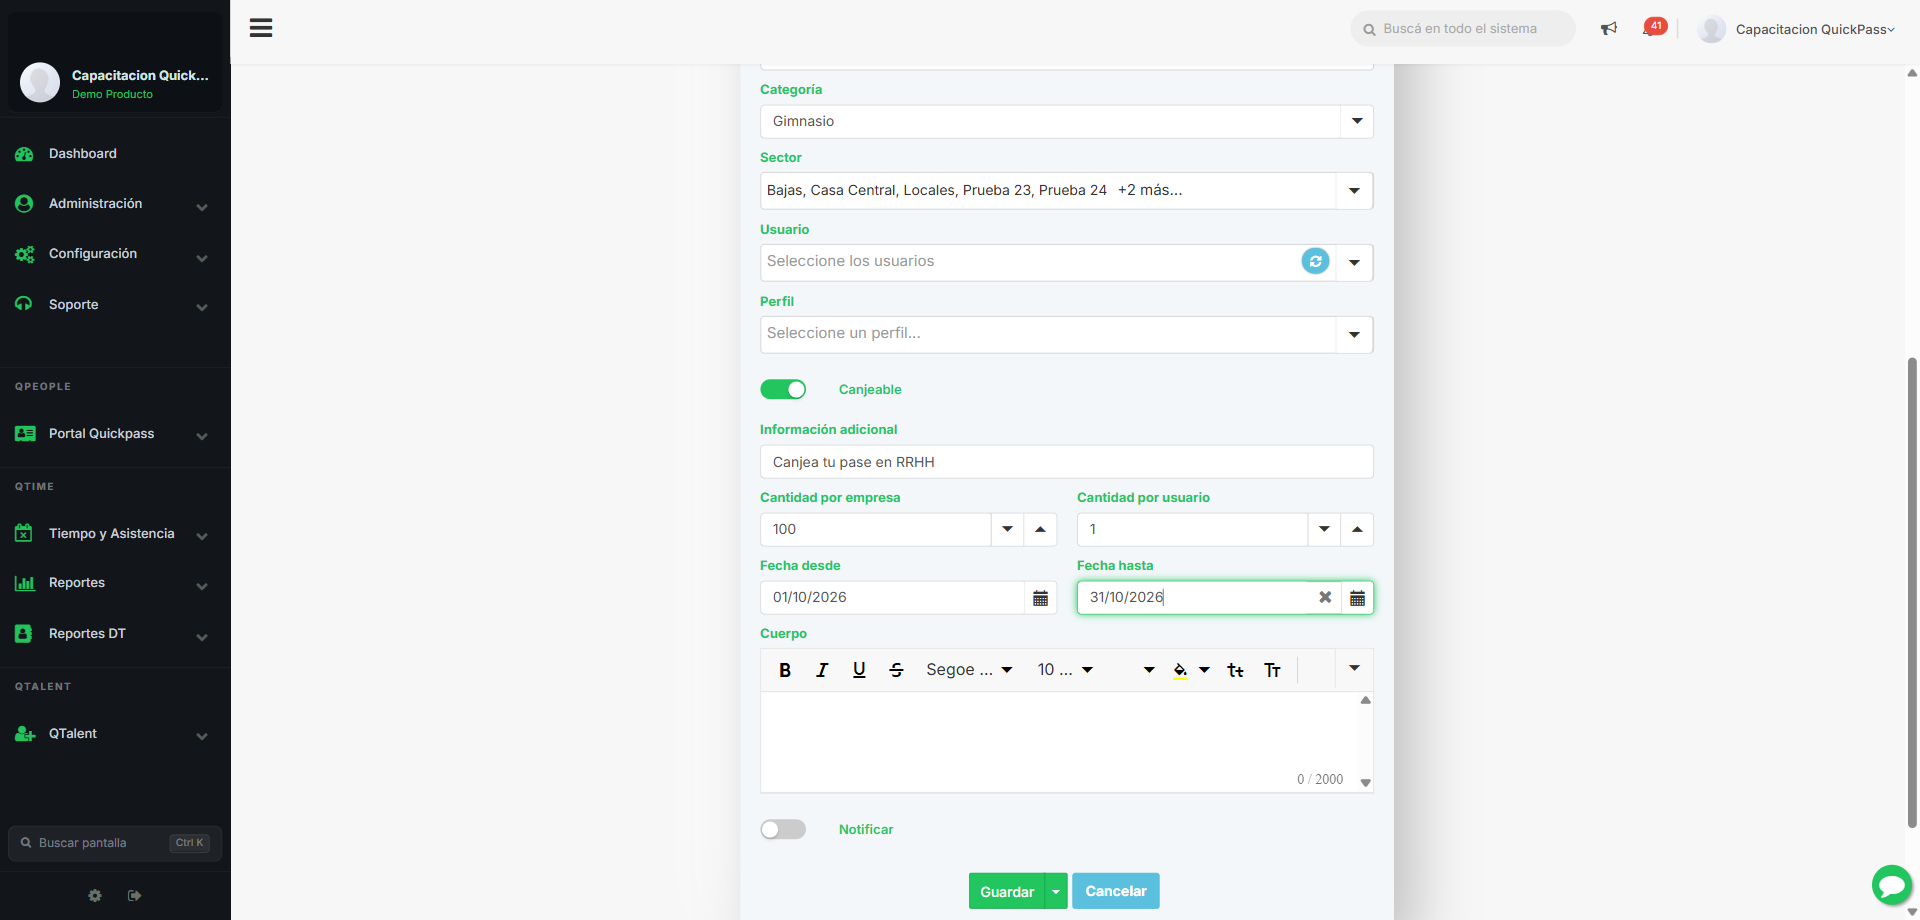 Capacitacion Quick...
Demo Producto
Dashboard
Administración
Configuración
Soporte
QPEOPLE
Portal Quickpass
QTIME
Tiempo y Asistencia
Reportes
Reportes DT
QTALENT
QTalent
Buscar pantalla
Ctrl K
Buscá en todo el sistema
41
Capacitacion QuickPass
Categoría
Gimnasio
Sector
Bajas, Casa Central, Locales, Prueba 23, Prueba 24 +2 más...
Usuario
Seleccione los usuarios
Perfil
Seleccione un perfil...
Canjeable
Información adicional
Canjea tu pase en RRHH
Cantidad por empresa
Cantidad por usuario
100
1
Fecha desde
Fecha hasta
01/10/2026
31/10/2026
Cuerpo
B I U S Segoe ... 10 ...
0 / 2000
Notificar
Guardar
Cancelar